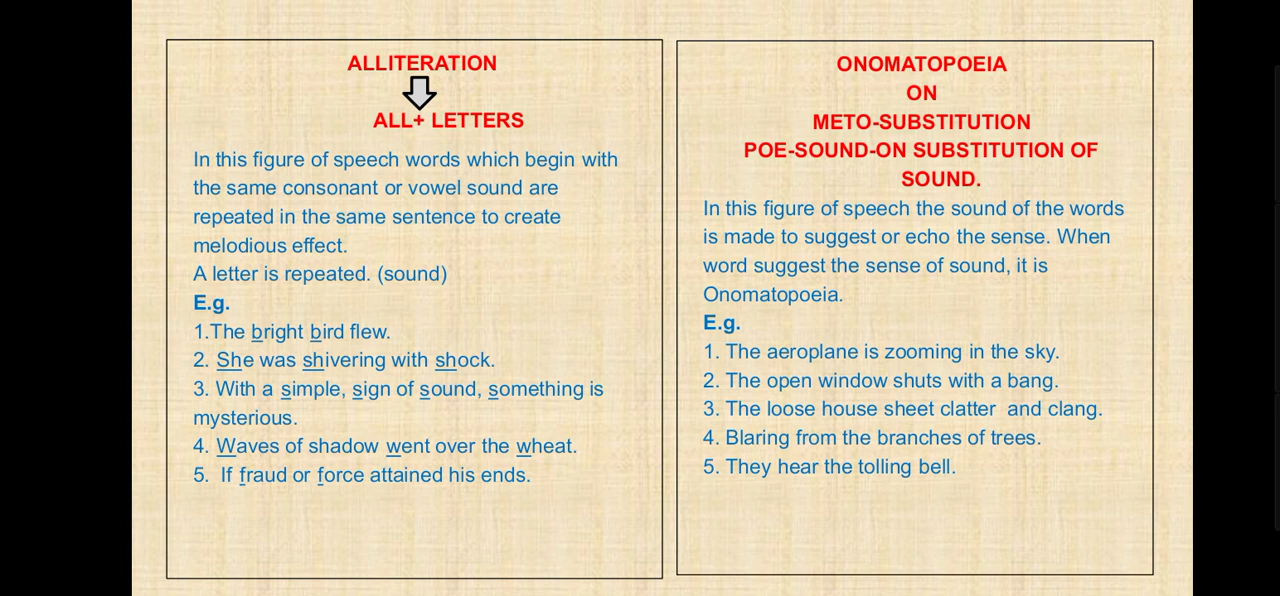 ALLITERATION
ALL+ LETTERS
In this figure of speech words which begin with
the same consonant or vowel sound are
repeated in the same sentence to create
melodious effect.
A letter is repeated. (sound)
E.g.
1.The bright bird flew.
2. She was shivering with shock.
3. With a simple, sign of sound, something is
mysterious.
4. Waves of shadow went over the wheat.
5. If fraud or force attained his ends.
ONOMATOPOEIA
ON
METO-SUBSTITUTION
POE-SOUND-ON SUBSTITUTION OF
SOUND.
In this figure of speech the sound of the words
is made to suggest or echo the sense. When
word suggest the sense of sound, it is
Onomatopoeia.
E.g.
1. The aeroplane is zooming in the sky.
2. The open window shuts with a bang.
3. The loose house sheet clatter and clang.
4. Blaring from the branches of trees.
5. They hear the tolling bell.